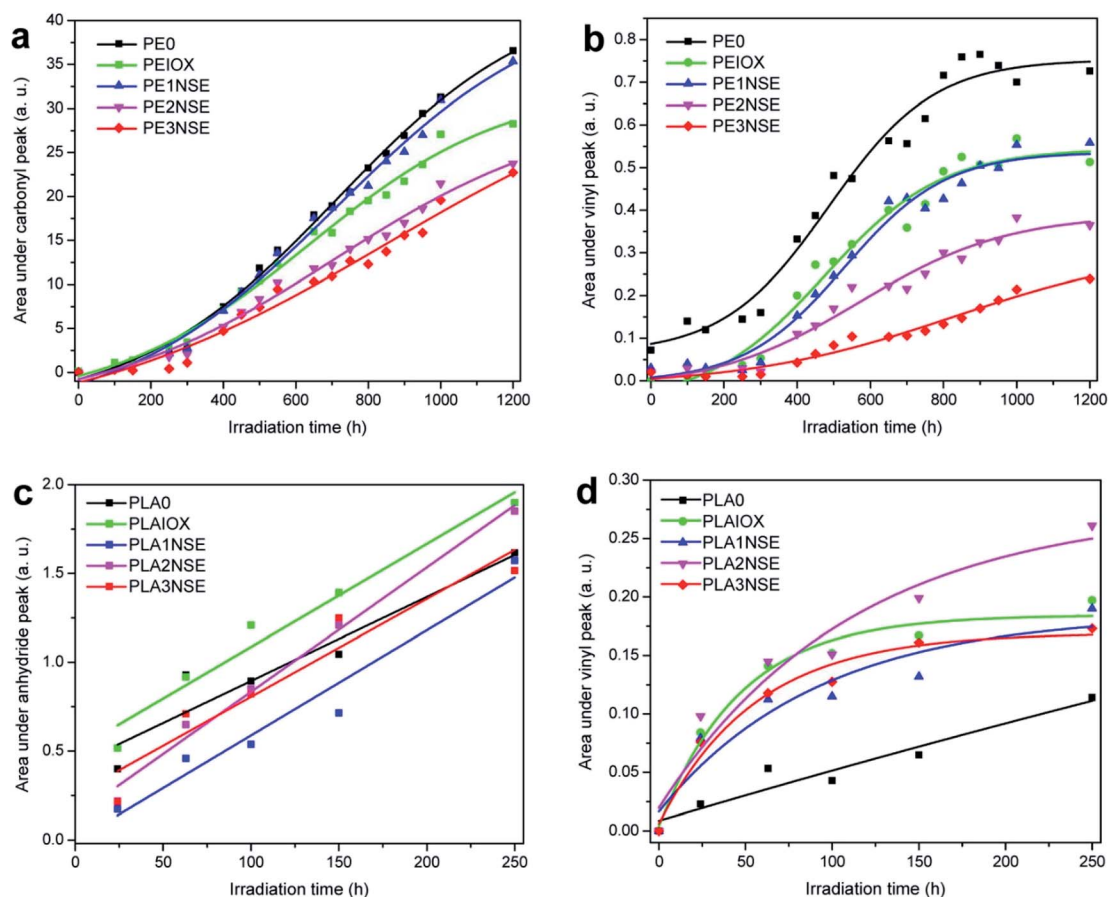 a
PE0
PEIOX
PE1NSE
PE2NSE
PE3NSE
Area under carbonyl peak (a. u.)
40
35
30
25
20
15
10
5
0
0 200 400 600 800 1000 1200
Irradiation time (h)
b
PE0
PEIOX
PE1NSE
PE2NSE
PE3NSE
Area under vinyl peak (a. u.)
0.8
0.7
0.6
0.5
0.4
0.3
0.2
0.1
0.0
0 200 400 600 800 1000 1200
Irradiation time (h)
c
PLA0
PLAIOX
PLA1NSE
PLA2NSE
PLA3NSE
Area under anhydride peak (a. u.)
2.0
1.5
1.0
0.5
0.0
0 50 100 150 200 250
Irradiation time (h)
d
PLA0
PLAIOX
PLA1NSE
PLA2NSE
PLA3NSE
Area under vinyl peak (a. u.)
0.30
0.25
0.20
0.15
0.10
0.05
0.00
0 50 100 150 200 250
Irradiation time (h)